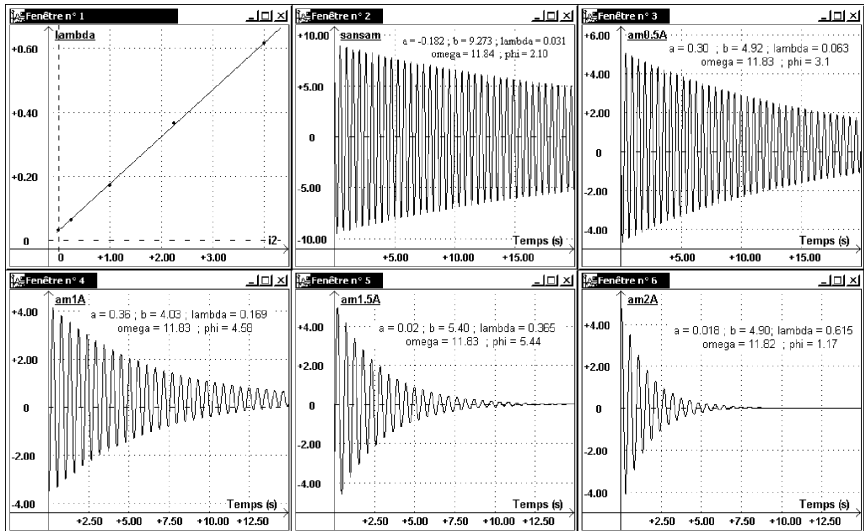 Fenêtre n° 1
lambda
+0.60
+0.40
+0.20
0
0
+1.00
+2.00
+3.00
i2
Fenêtre n° 2
sansam
a = -0.182 ; b = 9.273 ; lambda = 0.031
omega = 11.84 ; phi = 2.10
+10.00
+5.00
0
-5.00
-10.00
Temps (s)
+5.00
+10.00
+15.00
Fenêtre n° 3
am0.5A
a = 0.30 ; b = 4.92 ; lambda = 0.063
omega = 11.83 ; phi = 3.1
+6.00
+4.00
+2.00
0
-2.00
-4.00
Temps (s)
+5.00
+10.00
+15.00
Fenêtre n° 4
am1A
a = 0.36 ; b = 4.03 ; lambda = 0.169
omega = 11.83 ; phi = 4.56
+4.00
+2.00
0
-2.00
-4.00
Temps (s)
+2.50
+5.00
+7.50
+10.00
Fenêtre n° 5
am1.5A
a = 0.02 ; b = 5.40 ; lambda = 0.365
omega = 11.83 ; phi = 5.44
+4.00
+2.00
0
-2.00
-4.00
Temps (s)
+2.50
+5.00
+7.50
+10.00
Fenêtre n° 6
am2A
a = 0.018 ; b = 4.90; lambda = 0.615
omega = 11.82 ; phi = 1.17
+4.00
+2.00
0
-2.00
-4.00
Temps (s)
+2.50
+5.00
+7.50
+10.00
+12.50